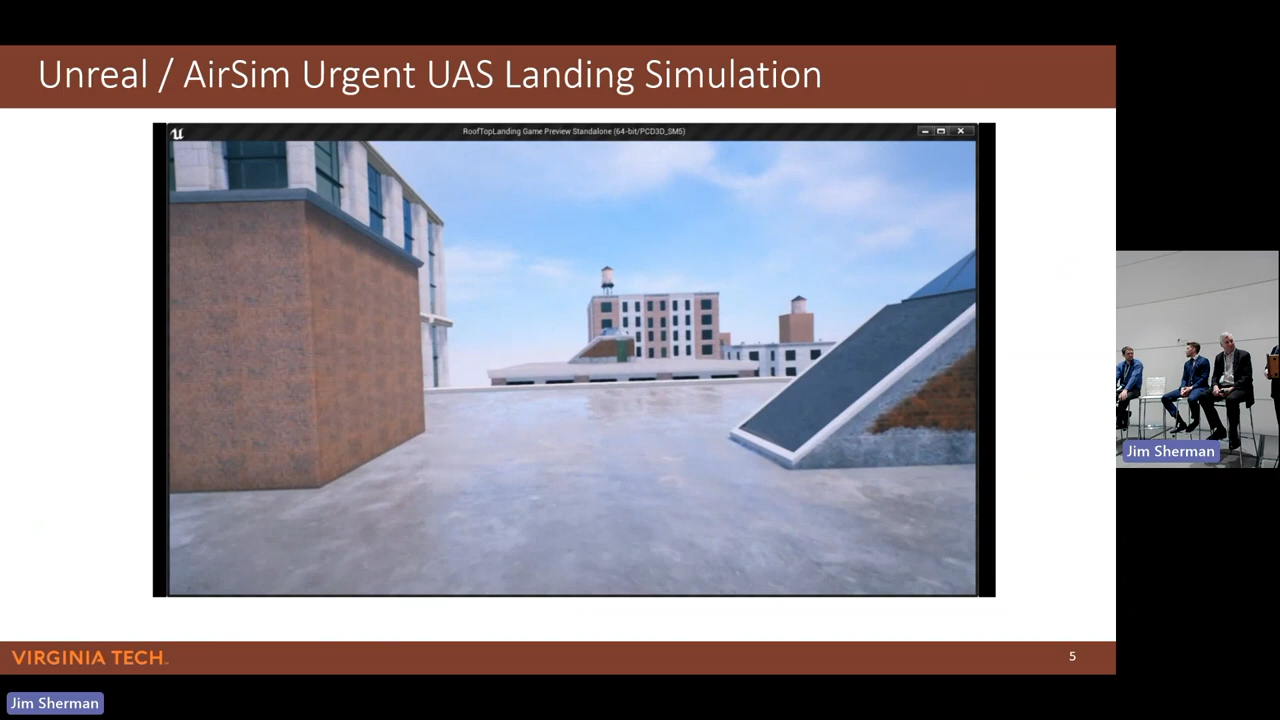 Unreal / AirSim Urgent UAS Landing Simulation
RoofTopLanding Game Preview Standalone (64-bit/PCD3D_SM5)
Jim Sherman
VIRGINIA TECH
5
Jim Sherman